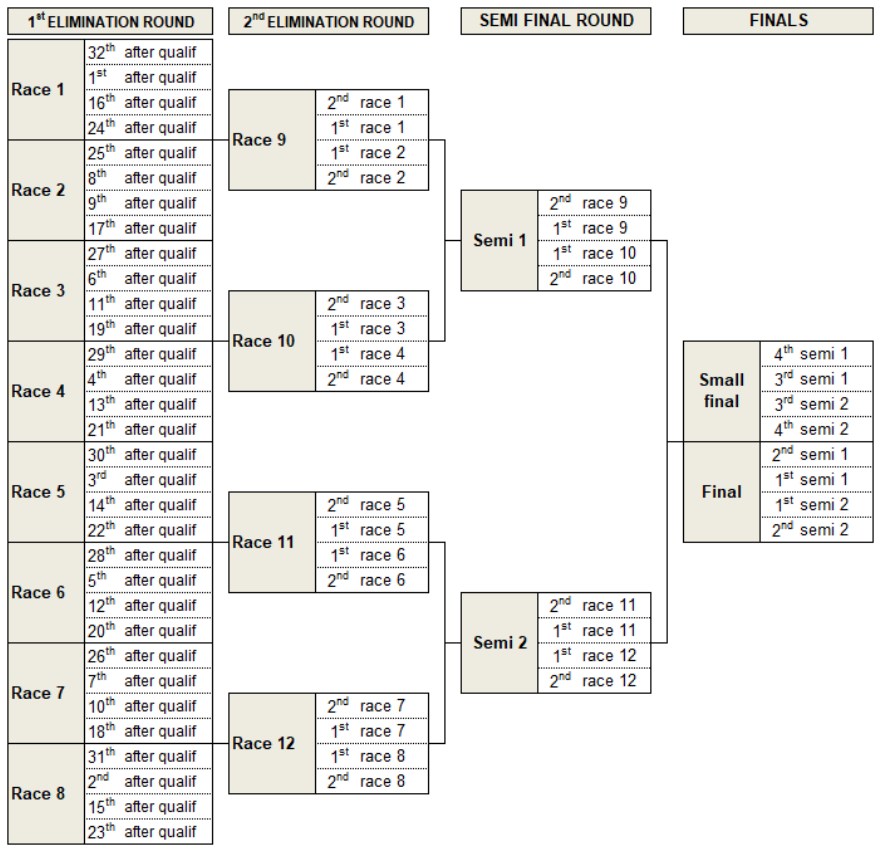 1st ELIMINATION ROUND
Race 1
32th after qualif
1st after qualif
16th after qualif
24th after qualif
Race 2
25th after qualif
8th after qualif
9th after qualif
17th after qualif
Race 3
27th after qualif
6th after qualif
11th after qualif
19th after qualif
Race 4
29th after qualif
4th after qualif
13th after qualif
21th after qualif
Race 5
30th after qualif
3rd after qualif
14th after qualif
22th after qualif
Race 6
28th after qualif
5th after qualif
12th after qualif
20th after qualif
Race 7
26th after qualif
7th after qualif
10th after qualif
18th after qualif
Race 8
31th after qualif
2nd after qualif
15th after qualif
23th after qualif
2nd ELIMINATION ROUND
Race 9
2nd race 1
1st race 1
1st race 2
2nd race 2
Race 10
2nd race 3
1st race 3
1st race 4
2nd race 4
Race 11
2nd race 5
1st race 5
1st race 6
2nd race 6
Race 12
2nd race 7
1st race 7
1st race 8
2nd race 8
SEMI FINAL ROUND
Semi 1
2nd race 9
1st race 9
1st race 10
2nd race 10
Semi 2
2nd race 11
1st race 11
1st race 12
2nd race 12
FINALS
Small
final
4th semi 1
3rd semi 1
3rd semi 2
4th semi 2
Final
2nd semi 1
1st semi 1
1st semi 2
2nd semi 2